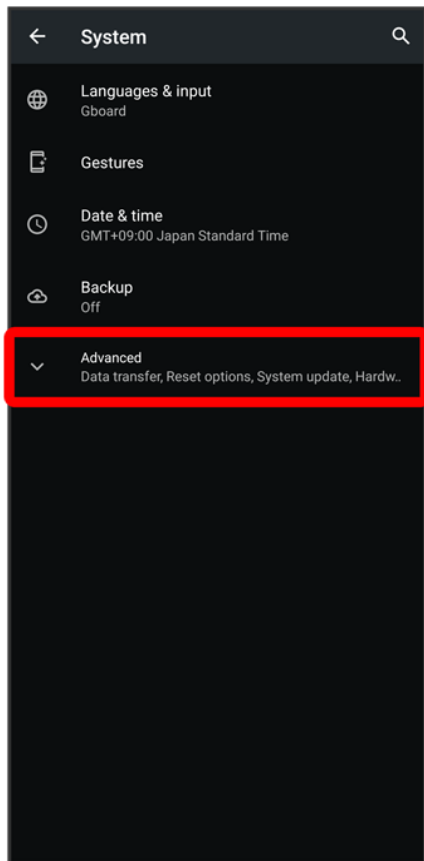 System
Languages & input
Gboard
Gestures
Date & time
GMT+09:00 Japan Standard Time
Backup
Off
Advanced
Data transfer, Reset options, System update, Hardw..